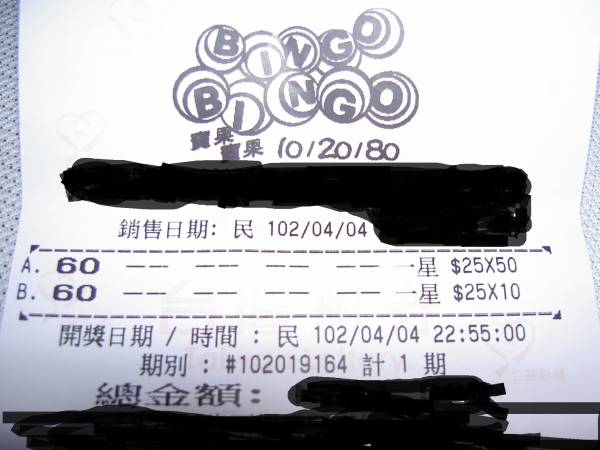 BINGO
BINGO
寶果
寶果 10/20/80
銷售日期: 民 102/04/04
A. 60 -- -- -- -- 一星 $25X50
B. 60 -- -- -- -- 一星 $25X10
開獎日期 / 時間 : 民 102/04/04 22:55:00
期別 : #102019164 計 1 期
總金額: